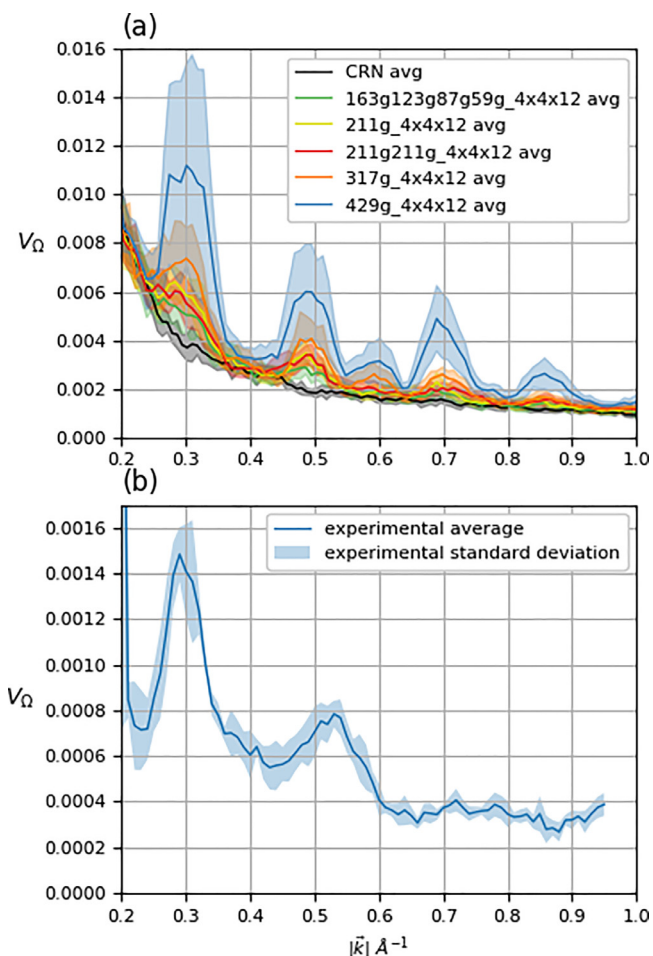 (a)
0.016
0.014
0.012
0.010
0.008
0.006
0.004
0.002
0.000
V_Ω
CRN avg
163g123g87g59g_4x4x12 avg
211g_4x4x12 avg
211g211g_4x4x12 avg
317g_4x4x12 avg
429g_4x4x12 avg
0.2 0.3 0.4 0.5 0.6 0.7 0.8 0.9 1.0
(b)
0.0016
0.0014
0.0012
0.0010
0.0008
0.0006
0.0004
0.0002
0.0000
V_Ω
experimental average
experimental standard deviation
0.2 0.3 0.4 0.5 0.6 0.7 0.8 0.9 1.0
|k⃗| Å⁻¹